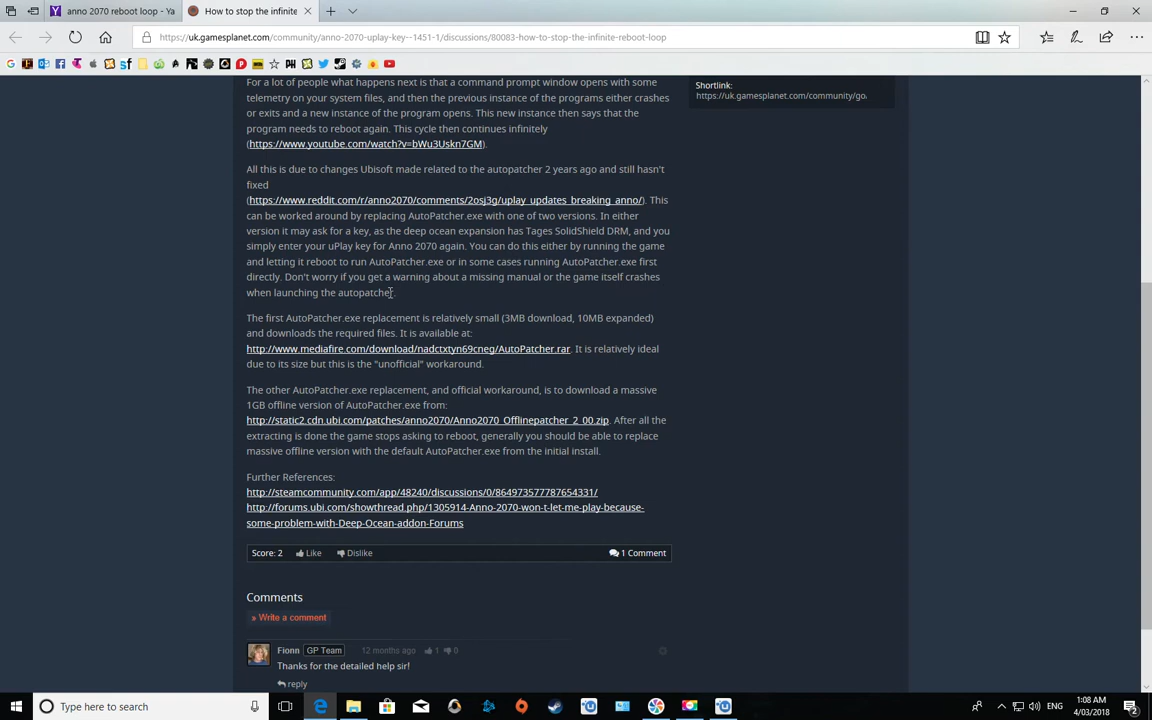 anno 2070 reboot loop - Ya
How to stop the infinite
https://uk.gamesplanet.com/community/anno-2070-uplay-key--1451-1/discussions/80083-how-to-stop-the-infinite-reboot-loop
For a lot of people what happens next is that a command prompt window opens with some
telemetry on your system files, and then the previous instance of the programs either crashes
or exits and a new instance of the program opens. This new instance then says that the
program needs to reboot again. This cycle then continues infinitely
(https://www.youtube.com/watch?v=bWu3Uskn7GM).
Shortlink:
https://uk.gamesplanet.com/community/go
All this is due to changes Ubisoft made related to the autopatcher 2 years ago and still hasn't
fixed
(https://www.reddit.com/r/anno2070/comments/2osj3g/uplay_updates_breaking_anno/). This
can be worked around by replacing AutoPatcher.exe with one of two versions. In either
version it may ask for a key, as the deep ocean expansion has Tages SolidShield DRM, and you
simply enter your uPlay key for Anno 2070 again. You can do this either by running the game
and letting it reboot to run AutoPatcher.exe or in some cases running AutoPatcher.exe first
directly. Don't worry if you get a warning about a missing manual or the game itself crashes
when launching the autopatcher.
The first AutoPatcher.exe replacement is relatively small (3MB download, 10MB expanded)
and downloads the required files. It is available at:
http://www.mediafire.com/download/nadctxtyn69cneg/AutoPatcher.rar. It is relatively ideal
due to its size but this is the "unofficial" workaround.
The other AutoPatcher.exe replacement, and official workaround, is to download a massive
1GB offline version of AutoPatcher.exe from:
http://static2.cdn.ubi.com/patches/anno2070/Anno2070_Offlinepatcher_2_00.zip. After all the
extracting is done the game stops asking to reboot, generally you should be able to replace
massive offline version with the default AutoPatcher.exe from the initial install.
Further References:
http://steamcommunity.com/app/48240/discussions/0/864973577787654331/
http://forums.ubi.com/showthread.php/1305914-Anno-2070-won-t-let-me-play-because-
some-problem-with-Deep-Ocean-addon-Forums
Score: 2 Like Dislike 1 Comment
Comments
» Write a comment
Fionn GP Team 12 months ago 1 0
Thanks for the detailed help sir!
reply
Type here to search
ENG
1:08 AM
4/03/2018
2